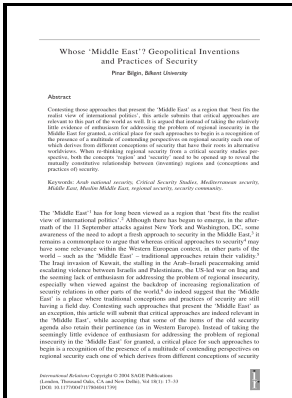 Whose ‘Middle East’? Geopolitical Inventions
and Practices of Security
Pinar Bilgin, Bilkent University
Abstract
Contesting those approaches that present the ‘Middle East’ as a region that ‘best fits the
realist view of international politics’, this article submits that critical approaches are
relevant to this part of the world as well. It is argued that instead of taking the relatively
little evidence of enthusiasm for addressing the problem of regional insecurity in the
Middle East for granted, a critical place for such approaches to begin is a recognition of
the presence of a multitude of contending perspectives on regional security each one of
which derives from different conceptions of security that have their roots in alternative
worldviews. When re-thinking regional security from a critical security studies per-
spective, both the concepts ‘region’ and ‘security’ need to be opened up to reveal the
mutually constitutive relationship between (inventing) regions and (conceptions and
practices of) security.
Keywords: Arab national security, Critical Security Studies, Mediterranean security,
Middle East, Muslim Middle East, regional security, security community.
The ‘Middle East’¹ has for long been viewed as a region that ‘best fits the realist
view of international politics’.² Although there has begun to emerge, in the after-
math of the 11 September attacks against New York and Washington, DC, some
awareness of the need to adopt a fresh approach to security in the Middle East,³ it
remains a commonplace to argue that whereas critical approaches to security⁴ may
have some relevance within the Western European context, in other parts of the
world – such as the ‘Middle East’ – traditional approaches retain their validity.⁵
The Iraqi invasion of Kuwait, the stalling in the Arab–Israeli peacemaking amid
escalating violence between Israelis and Palestinians, the US-led war on Iraq and
the seeming lack of enthusiasm for addressing the problem of regional insecurity,
especially when viewed against the backdrop of increasing regionalization of
security relations in other parts of the world,⁶ do indeed suggest that the ‘Middle
East’ is a place where traditional conceptions and practices of security are still
having a field day. Contesting such approaches that present the ‘Middle East’ as
an exception, this article will submit that critical approaches are indeed relevant in
the ‘Middle East’, while accepting that some of the items of the old security
agenda also retain their pertinence (as in Western Europe). Instead of taking the
seemingly little evidence of enthusiasm for addressing the problem of regional
insecurity in the ‘Middle East’ for granted, a critical place for such approaches to
begin is a recognition of the presence of a multitude of contending perspectives on
regional security each one of which derives from different conceptions of security
International Relations Copyright © 2004 SAGE Publications
(London, Thousand Oaks, CA and New Delhi), Vol 18(1): 17–33
[DOI: 10.1177/0047117804041739]